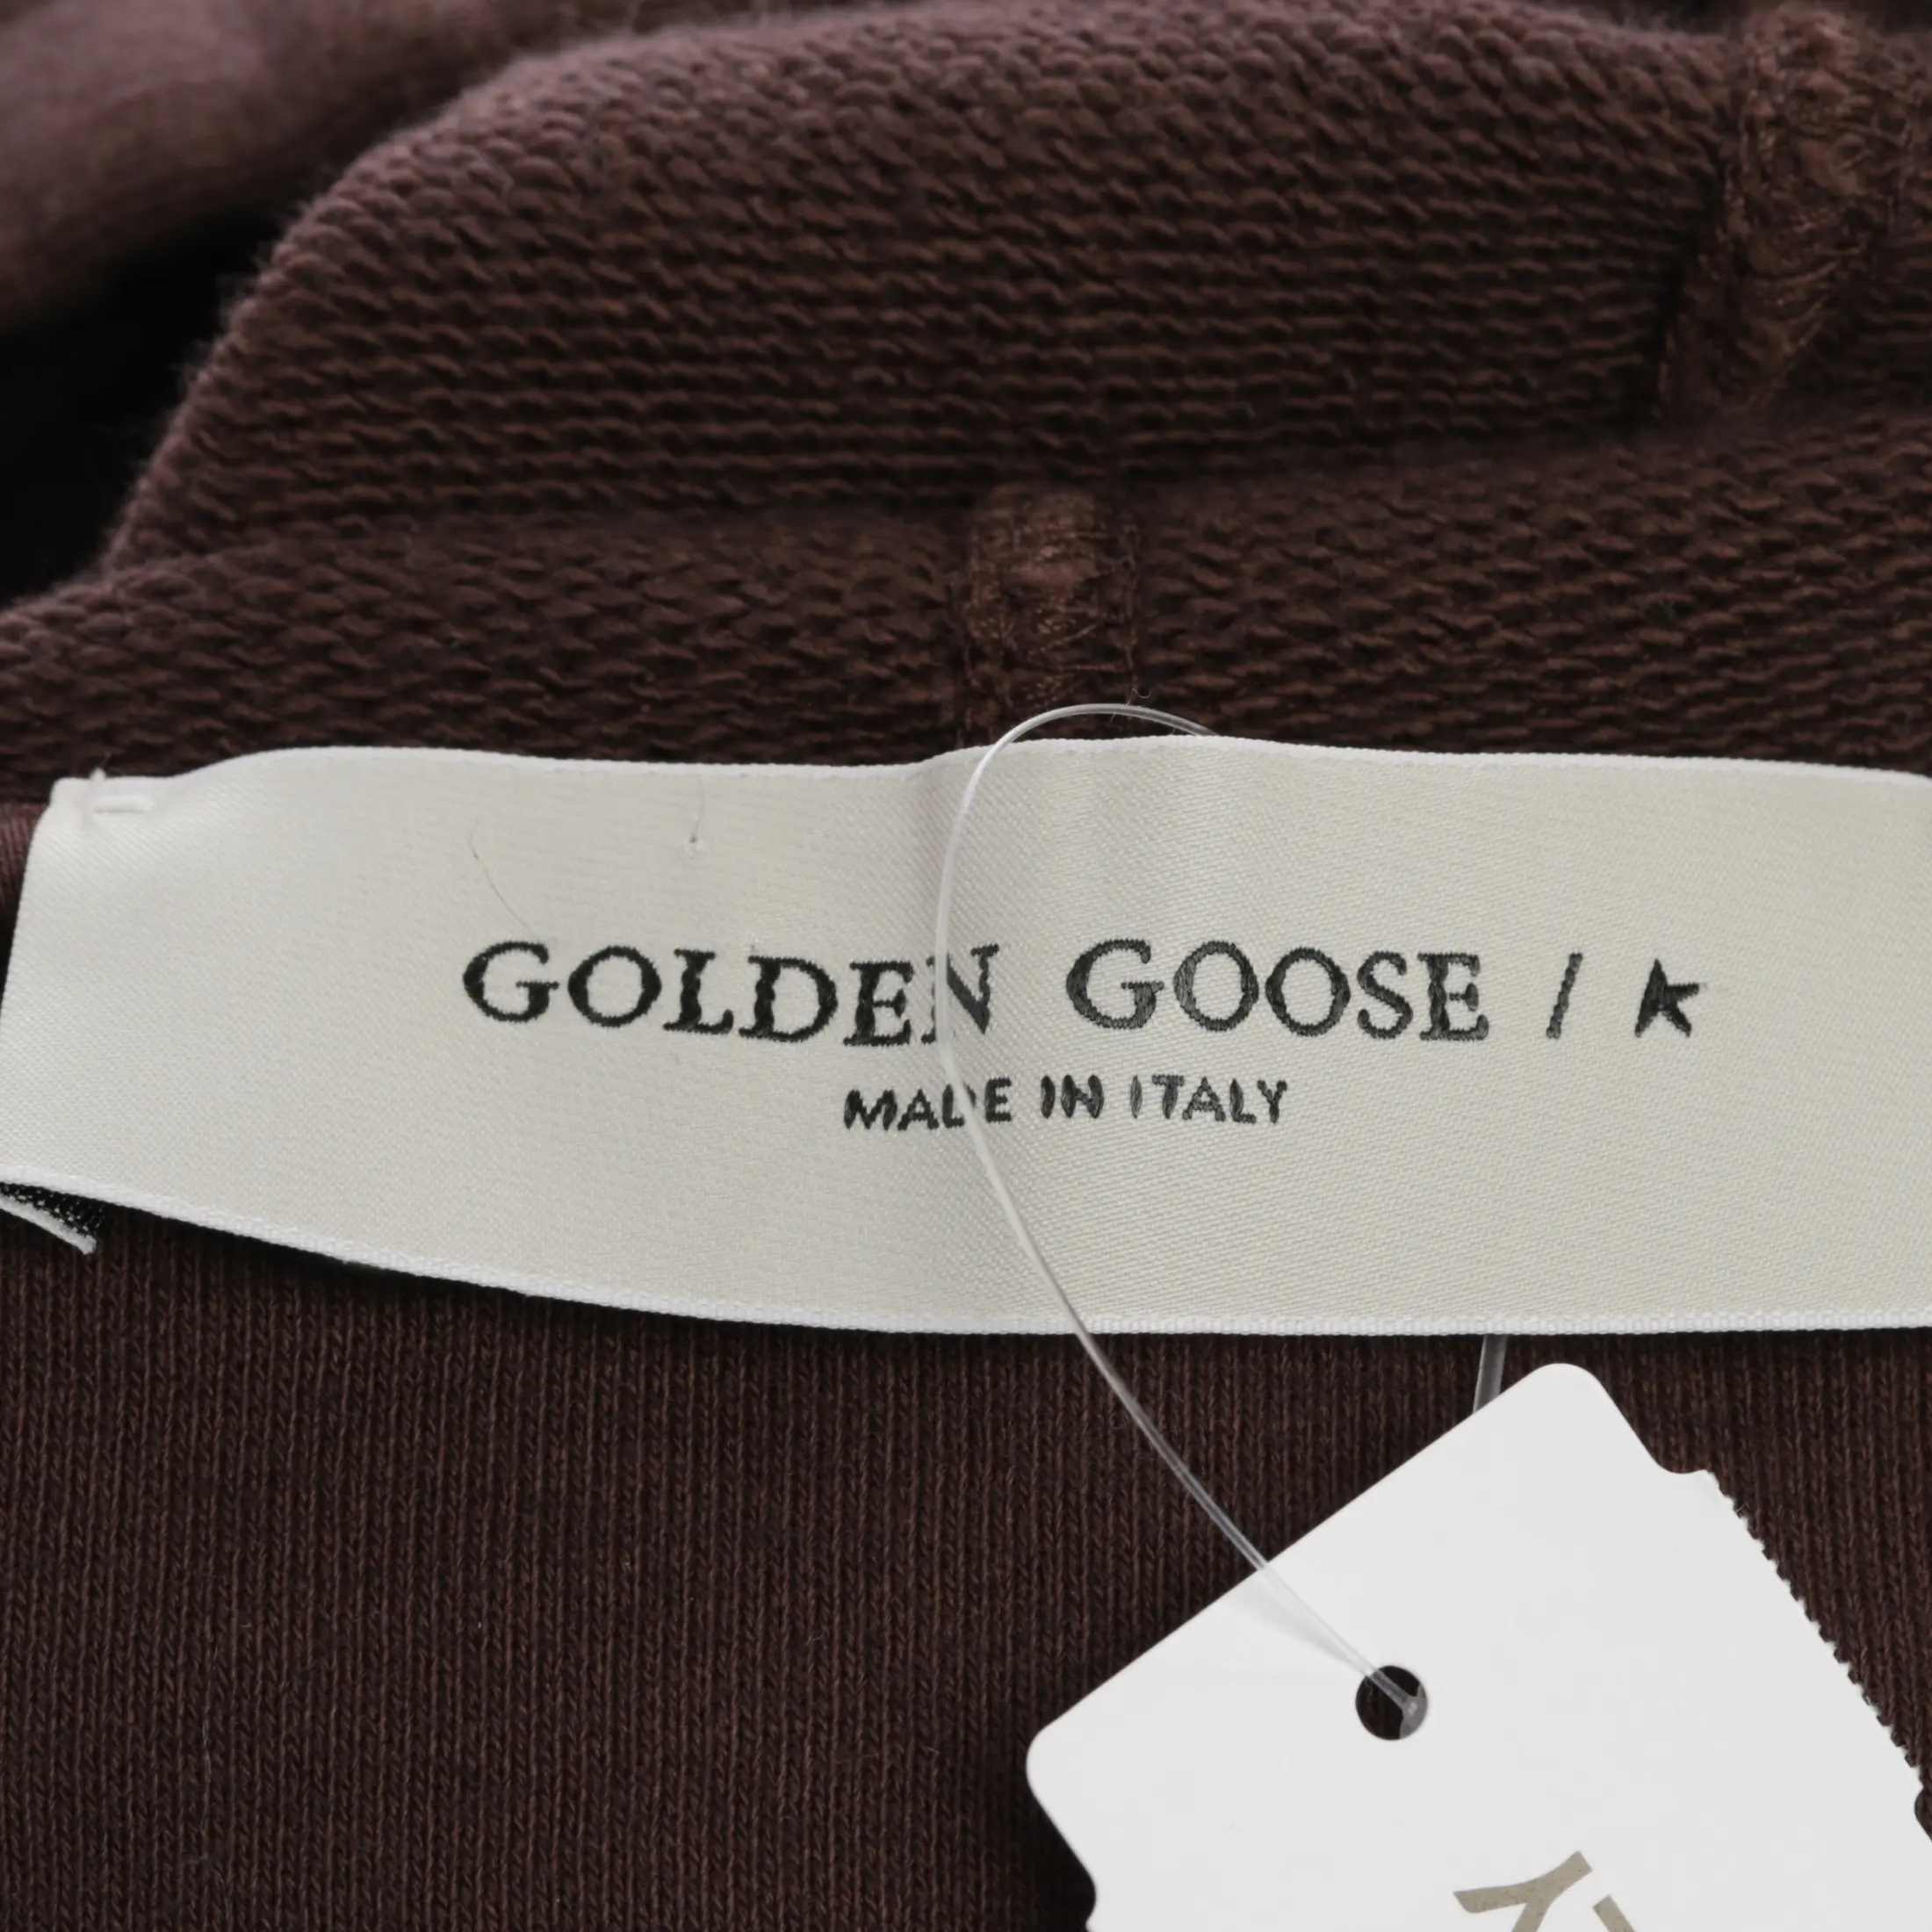 GOLDEN GOOSE / ★
MADE IN ITALY